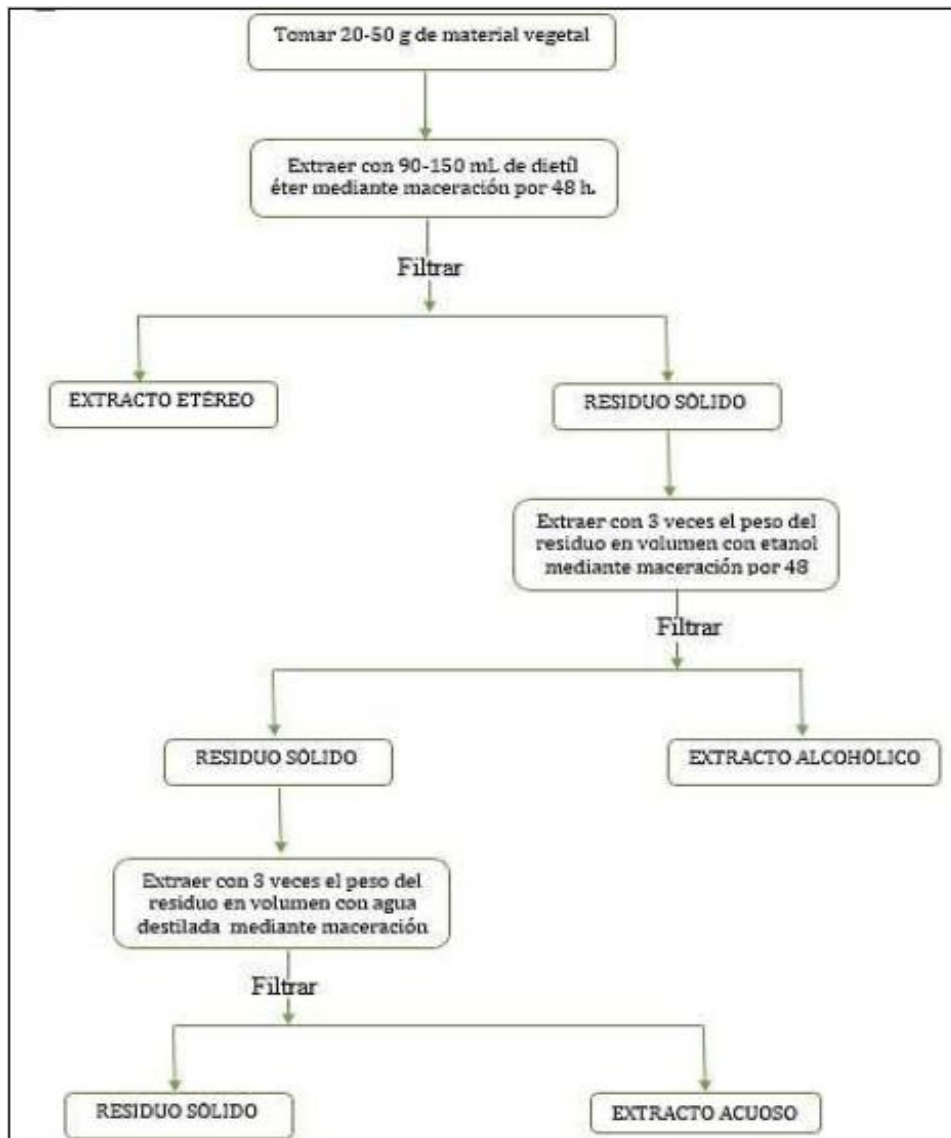 Tomar 20-50 g de material vegetal
Extraer con 90-150 mL de dietíl
éter mediante maceración por 48 h.
Filtrar
EXTRACTO ETÉREO
RESIDUO SÓLIDO
Extraer con 3 veces el peso del
residuo en volumen con etanol
mediante maceración por 48
Filtrar
RESIDUO SÓLIDO
EXTRACTO ALCOHÓLICO
Extraer con 3 veces el peso del
residuo en volumen con agua
destilada mediante maceración
Filtrar
RESIDUO SÓLIDO
EXTRACTO ACUOSO